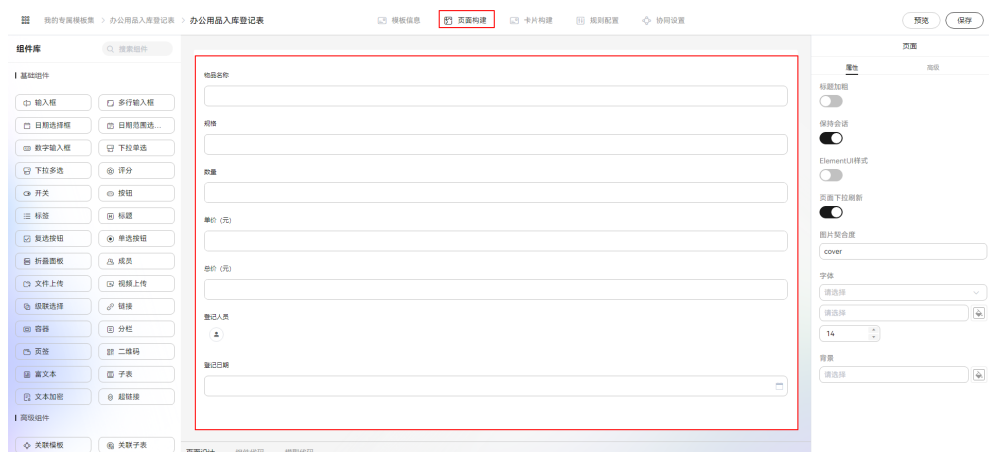 我的专属模板集 > 办公用品入库登记表 > 办公用品入库登记表
模板信息
页面构建
卡片构建
规则配置
协同设置
预览
保存
组件库
搜索组件
基础组件
输入框
多行输入框
日期选择框
日期范围选...
数字输入框
下拉单选
下拉多选
评分
开关
按钮
标签
标题
复选按钮
单选按钮
折叠面板
成员
文件上传
视频上传
级联选择
链接
容器
分栏
页签
二维码
富文本
子表
文本加密
超链接
高级组件
关联模板
关联子表
物品名称
规格
数量
单价（元）
总价（元）
登记人员
登记日期
页面设计
页面
属性
高级
标题加粗
保持会话
ElementUI样式
页面下拉刷新
图片契合度
cover
字体
请选择
请选择
14
背景
请选择